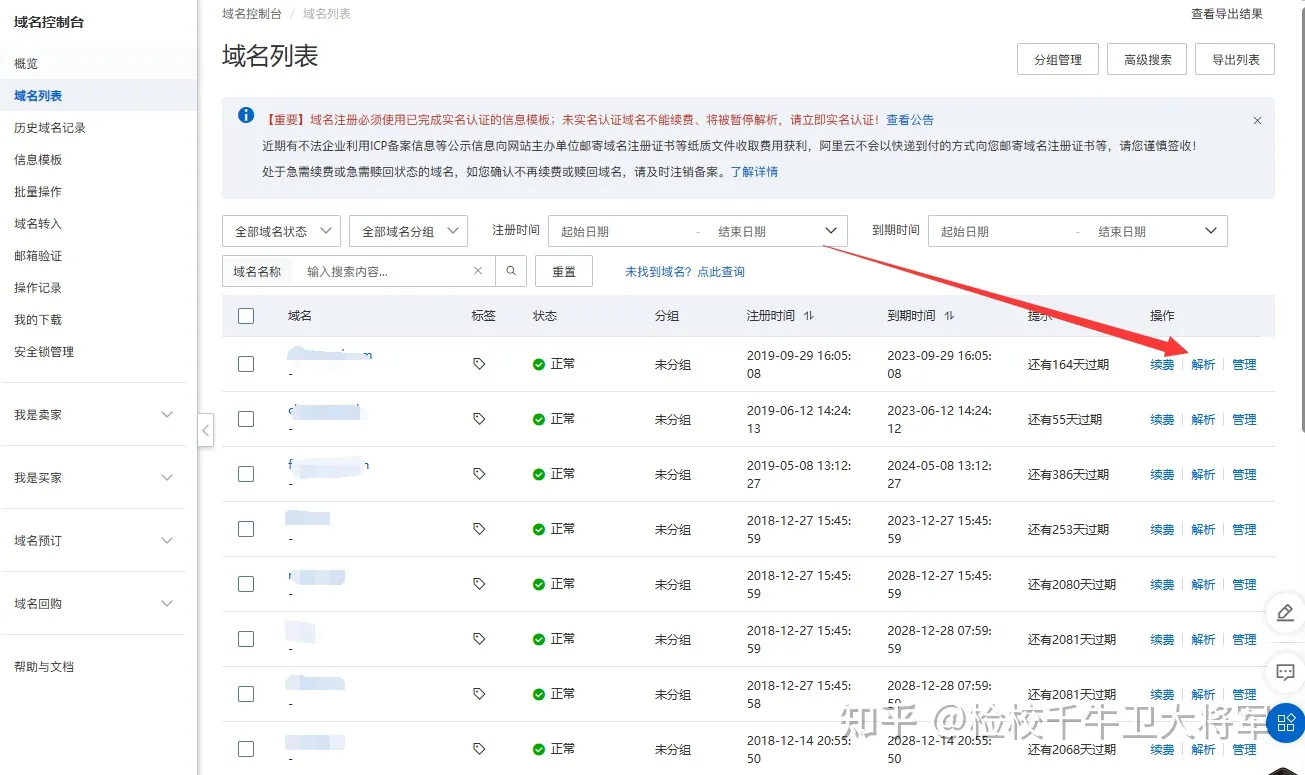 域名控制台
概览
域名列表
历史域名记录
信息模板
批量操作
域名转入
邮箱验证
操作记录
我的下载
安全锁管理
我是卖家
我是买家
域名预订
域名回购
帮助与文档
域名控制台 / 域名列表
查看导出结果
域名列表
分组管理 高级搜索 导出列表
【重要】域名注册必须使用已完成实名认证的信息模板；未实名认证域名不能续费、将被暂停解析，请立即实名认证！查看公告
近期有不法企业利用ICP备案信息等公示信息向网站主办单位邮寄域名注册证书等纸质文件收取费用获利，阿里云不会以快递到付的方式向您邮寄域名注册证书等，请您谨慎签收！
处于急需续费或急需赎回状态的域名，如您确认不再续费或赎回域名，请及时注销备案。了解详情
全部域名状态 全部域名分组 注册时间 起始日期 - 结束日期 到期时间 起始日期 - 结束日期
域名名称 输入搜索内容... 重置 未找到域名？点此查询
域名 标签 状态 分组 注册时间 到期时间 提示 操作
- 正常 未分组 2019-09-29 16:05:08 2023-09-29 16:05:08 还有164天过期 续费 解析 管理
- 正常 未分组 2019-06-12 14:24:13 2023-06-12 14:24:12 还有55天过期 续费 解析 管理
- 正常 未分组 2019-05-08 13:12:27 2024-05-08 13:12:27 还有386天过期 续费 解析 管理
- 正常 未分组 2018-12-27 15:45:59 2023-12-27 15:45:59 还有253天过期 续费 解析 管理
- 正常 未分组 2018-12-27 15:45:59 2028-12-27 15:45:59 还有2080天过期 续费 解析 管理
- 正常 未分组 2018-12-27 15:45:59 2028-12-28 07:59:59 还有2081天过期 续费 解析 管理
- 正常 未分组 2018-12-27 15:45:58 2028-12-28 07:59:59 还有2081天过期 续费 解析 管理
- 正常 未分组 2018-12-14 20:55:50 2028-12-14 20:55:50 还有2068天过期 续费 解析 管理
知乎 @检校千牛卫大将军